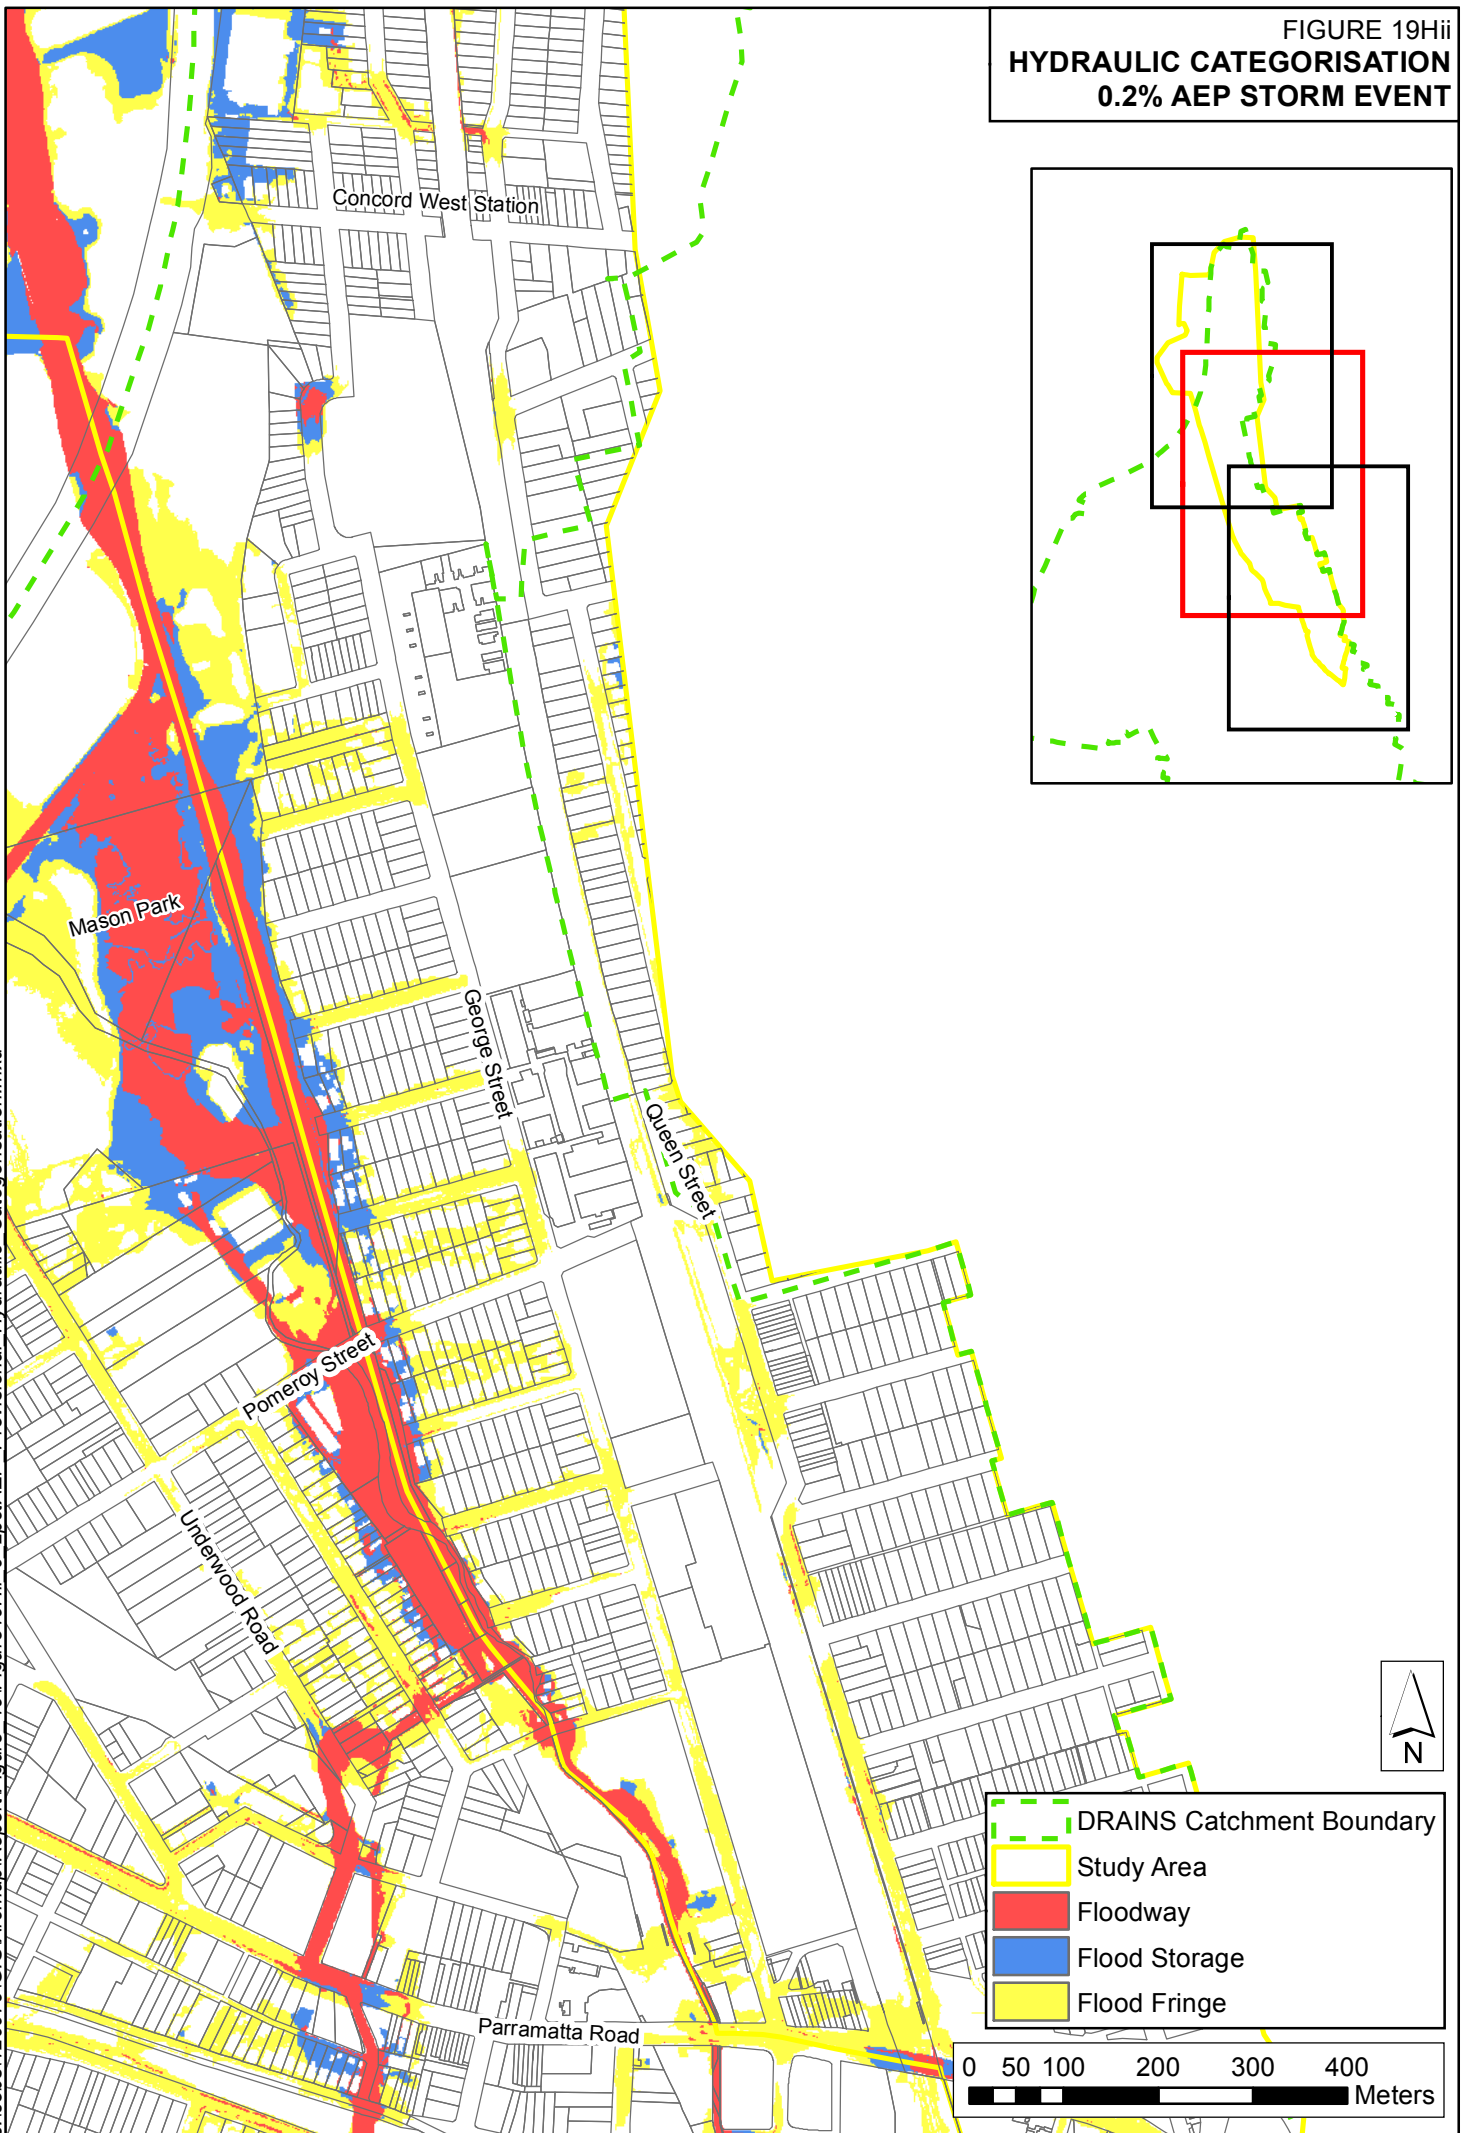 FIGURE 19Hii
HYDRAULIC CATEGORISATION
0.2% AEP STORM EVENT
Concord West Station
Mason Park
George Street
Queen Street
Pomeroy Street
Underwood Road
Parramatta Road
N
DRAINS Catchment Boundary
Study Area
Floodway
Flood Storage
Flood Fringe
0 50 100 200 300 400
Meters